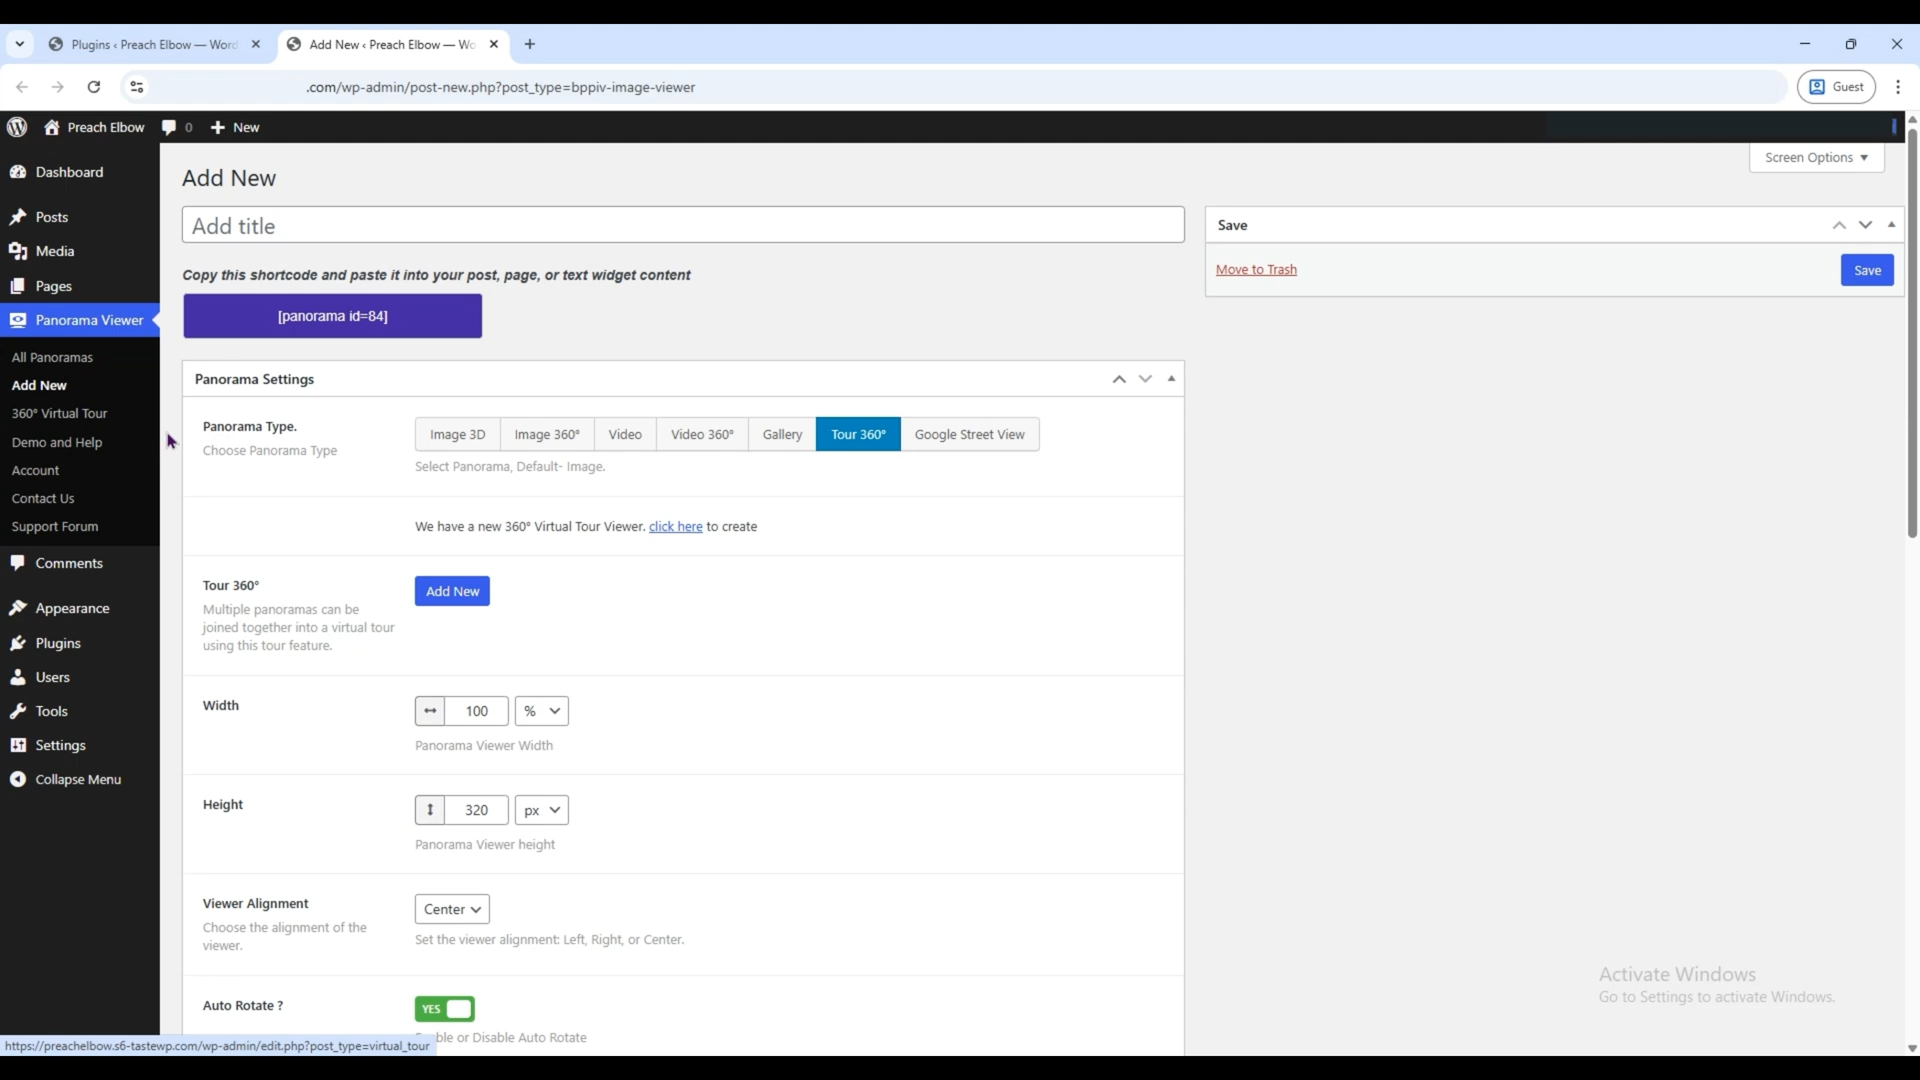 Plugins ‹ Preach Elbow — Word
Add New ‹ Preach Elbow — Wo
.com/wp-admin/post-new.php?post_type=bppiv-image-viewer
Guest
Preach Elbow
0
New
Screen Options
Dashboard
Posts
Media
Pages
Panorama Viewer
All Panoramas
Add New
360° Virtual Tour
Demo and Help
Account
Contact Us
Support Forum
Comments
Appearance
Plugins
Users
Tools
Settings
Collapse Menu
Add New
Add title
Copy this shortcode and paste it into your post, page, or text widget content
[panorama id=84]
Save
Move to Trash
Save
Panorama Settings
Panorama Type.
Choose Panorama Type
Image 3D
Image 360°
Video
Video 360°
Gallery
Tour 360°
Google Street View
Select Panorama, Default- Image.
We have a new 360° Virtual Tour Viewer. click here to create
Tour 360°
Multiple panoramas can be
joined together into a virtual tour
using this tour feature.
Add New
Width
100
%
Panorama Viewer Width
Height
320
px
Panorama Viewer height
Viewer Alignment
Choose the alignment of the
viewer.
Center
Set the viewer alignment: Left, Right, or Center.
Auto Rotate ?
YES
ble or Disable Auto Rotate
Activate Windows
Go to Settings to activate Windows.
https://preachelbow.s6-tastewp.com/wp-admin/edit.php?post_type=virtual_tour